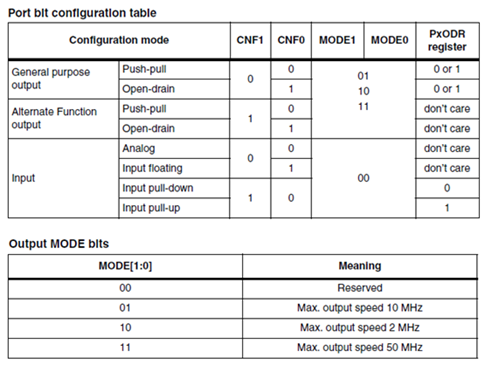 Port bit configuration table
Configuration mode CNF1 CNF0 MODE1 MODE0 PxODR register
General purpose output Push-pull 0 0 01 10 11 0 or 1
Open-drain 1 0 or 1
Alternate Function output Push-pull 1 0 don't care
Open-drain 1 don't care
Input Analog 0 0 00 don't care
Input floating 1 don't care
Input pull-down 1 0 0
Input pull-up 1
Output MODE bits
MODE[1:0] Meaning
00 Reserved
01 Max. output speed 10 MHz
10 Max. output speed 2 MHz
11 Max. output speed 50 MHz